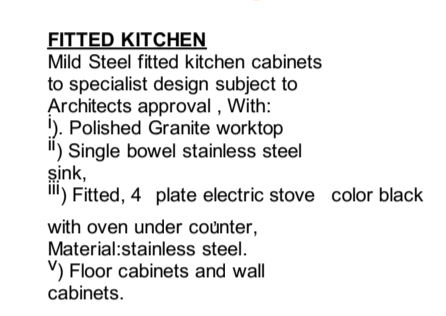 FITTED KITCHEN
Mild Steel fitted kitchen cabinets
to specialist design subject to
Architects approval , With:
i). Polished Granite worktop
ii) Single bowel stainless steel
sink,
iii) Fitted, 4 plate electric stove color black
with oven under counter,
Material:stainless steel.
v) Floor cabinets and wall
cabinets.